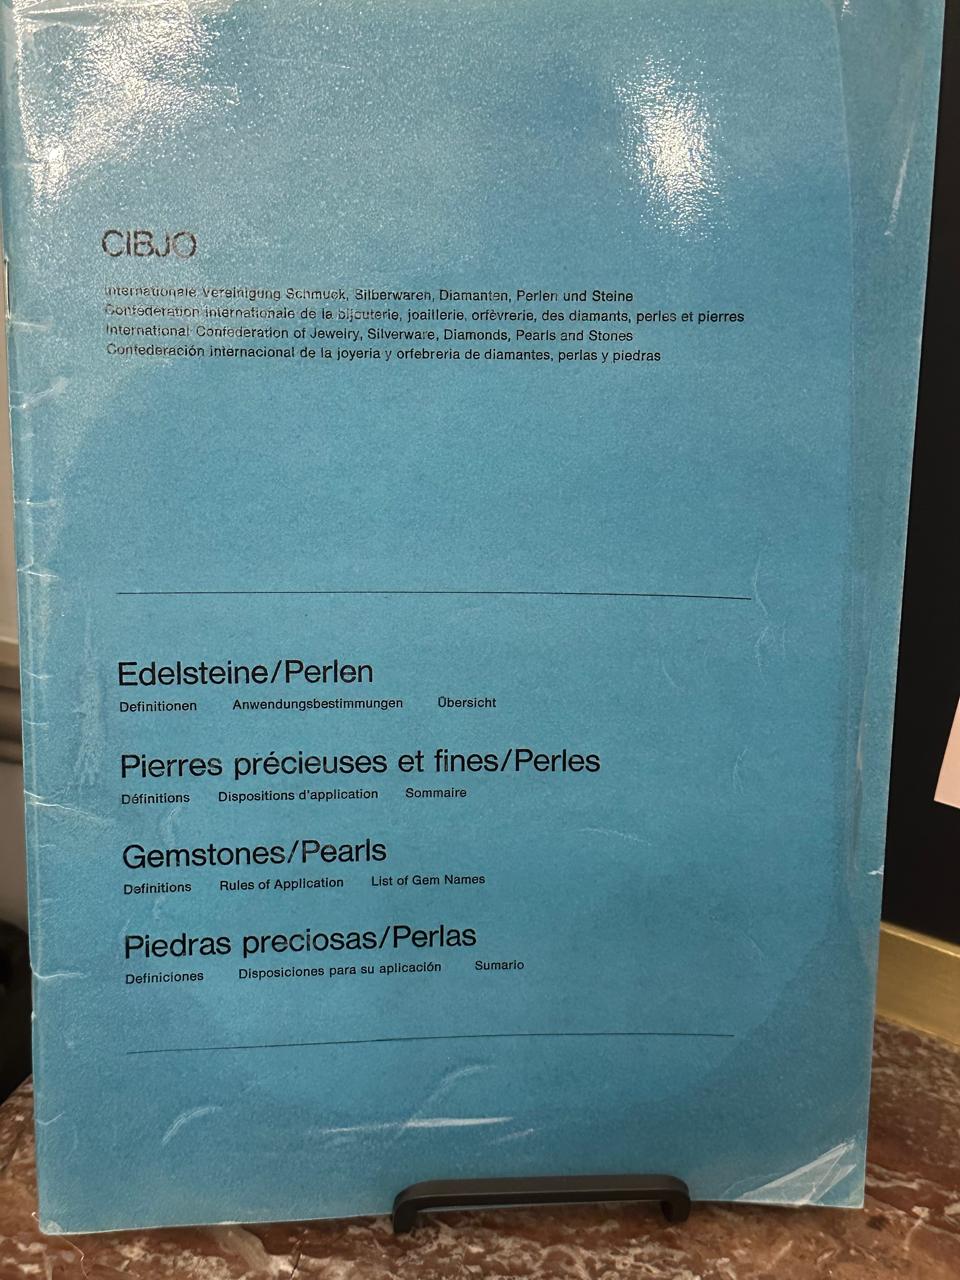 CIBJO
Internationale Vereinigung Schmuck, Silberwaren, Diamanten, Perlen und Steine
Confédération internationale de la bijouterie, joaillerie, orfèvrerie, des diamants, perles et pierres
International Confederation of Jewelry, Silverware, Diamonds, Pearls and Stones
Confederación internacional de la joyeria y orfebreria de diamantes, perlas y piedras
Edelsteine/Perlen
Definitionen Anwendungsbestimmungen Übersicht
Pierres précieuses et fines/Perles
Définitions Dispositions d'application Sommaire
Gemstones/Pearls
Definitions Rules of Application List of Gem Names
Piedras preciosas/Perlas
Definiciones Disposiciones para su aplicación Sumario